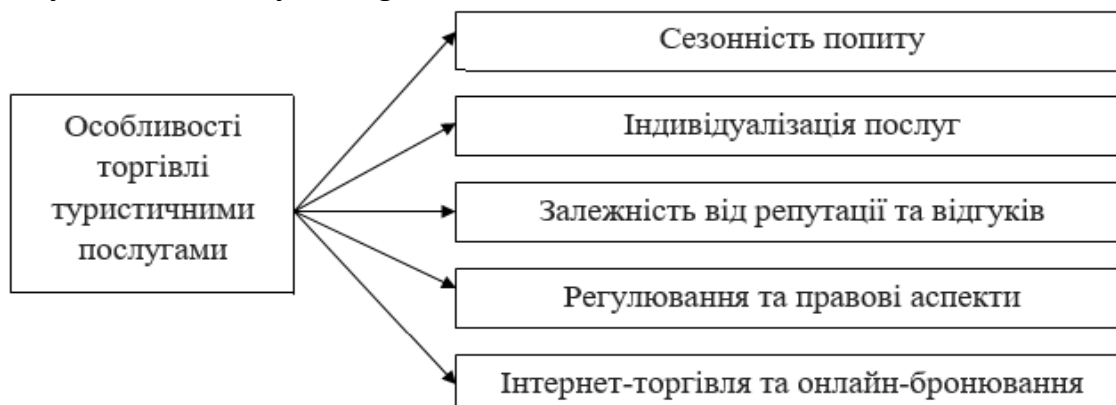 Особливості
торгівлі
туристичними
послугами
Сезонність попиту
Індивідуалізація послуг
Залежність від репутації та відгуків
Регулювання та правові аспекти
Інтернет-торгівля та онлайн-бронювання